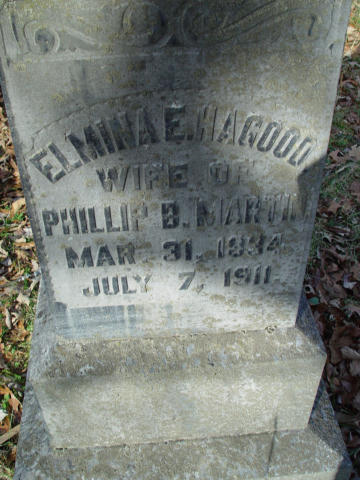 ELMINA E. HAGOOD
WIFE OF
PHILLIP B. MARTIN
MAR. 31, 1834
JULY 7, 1911